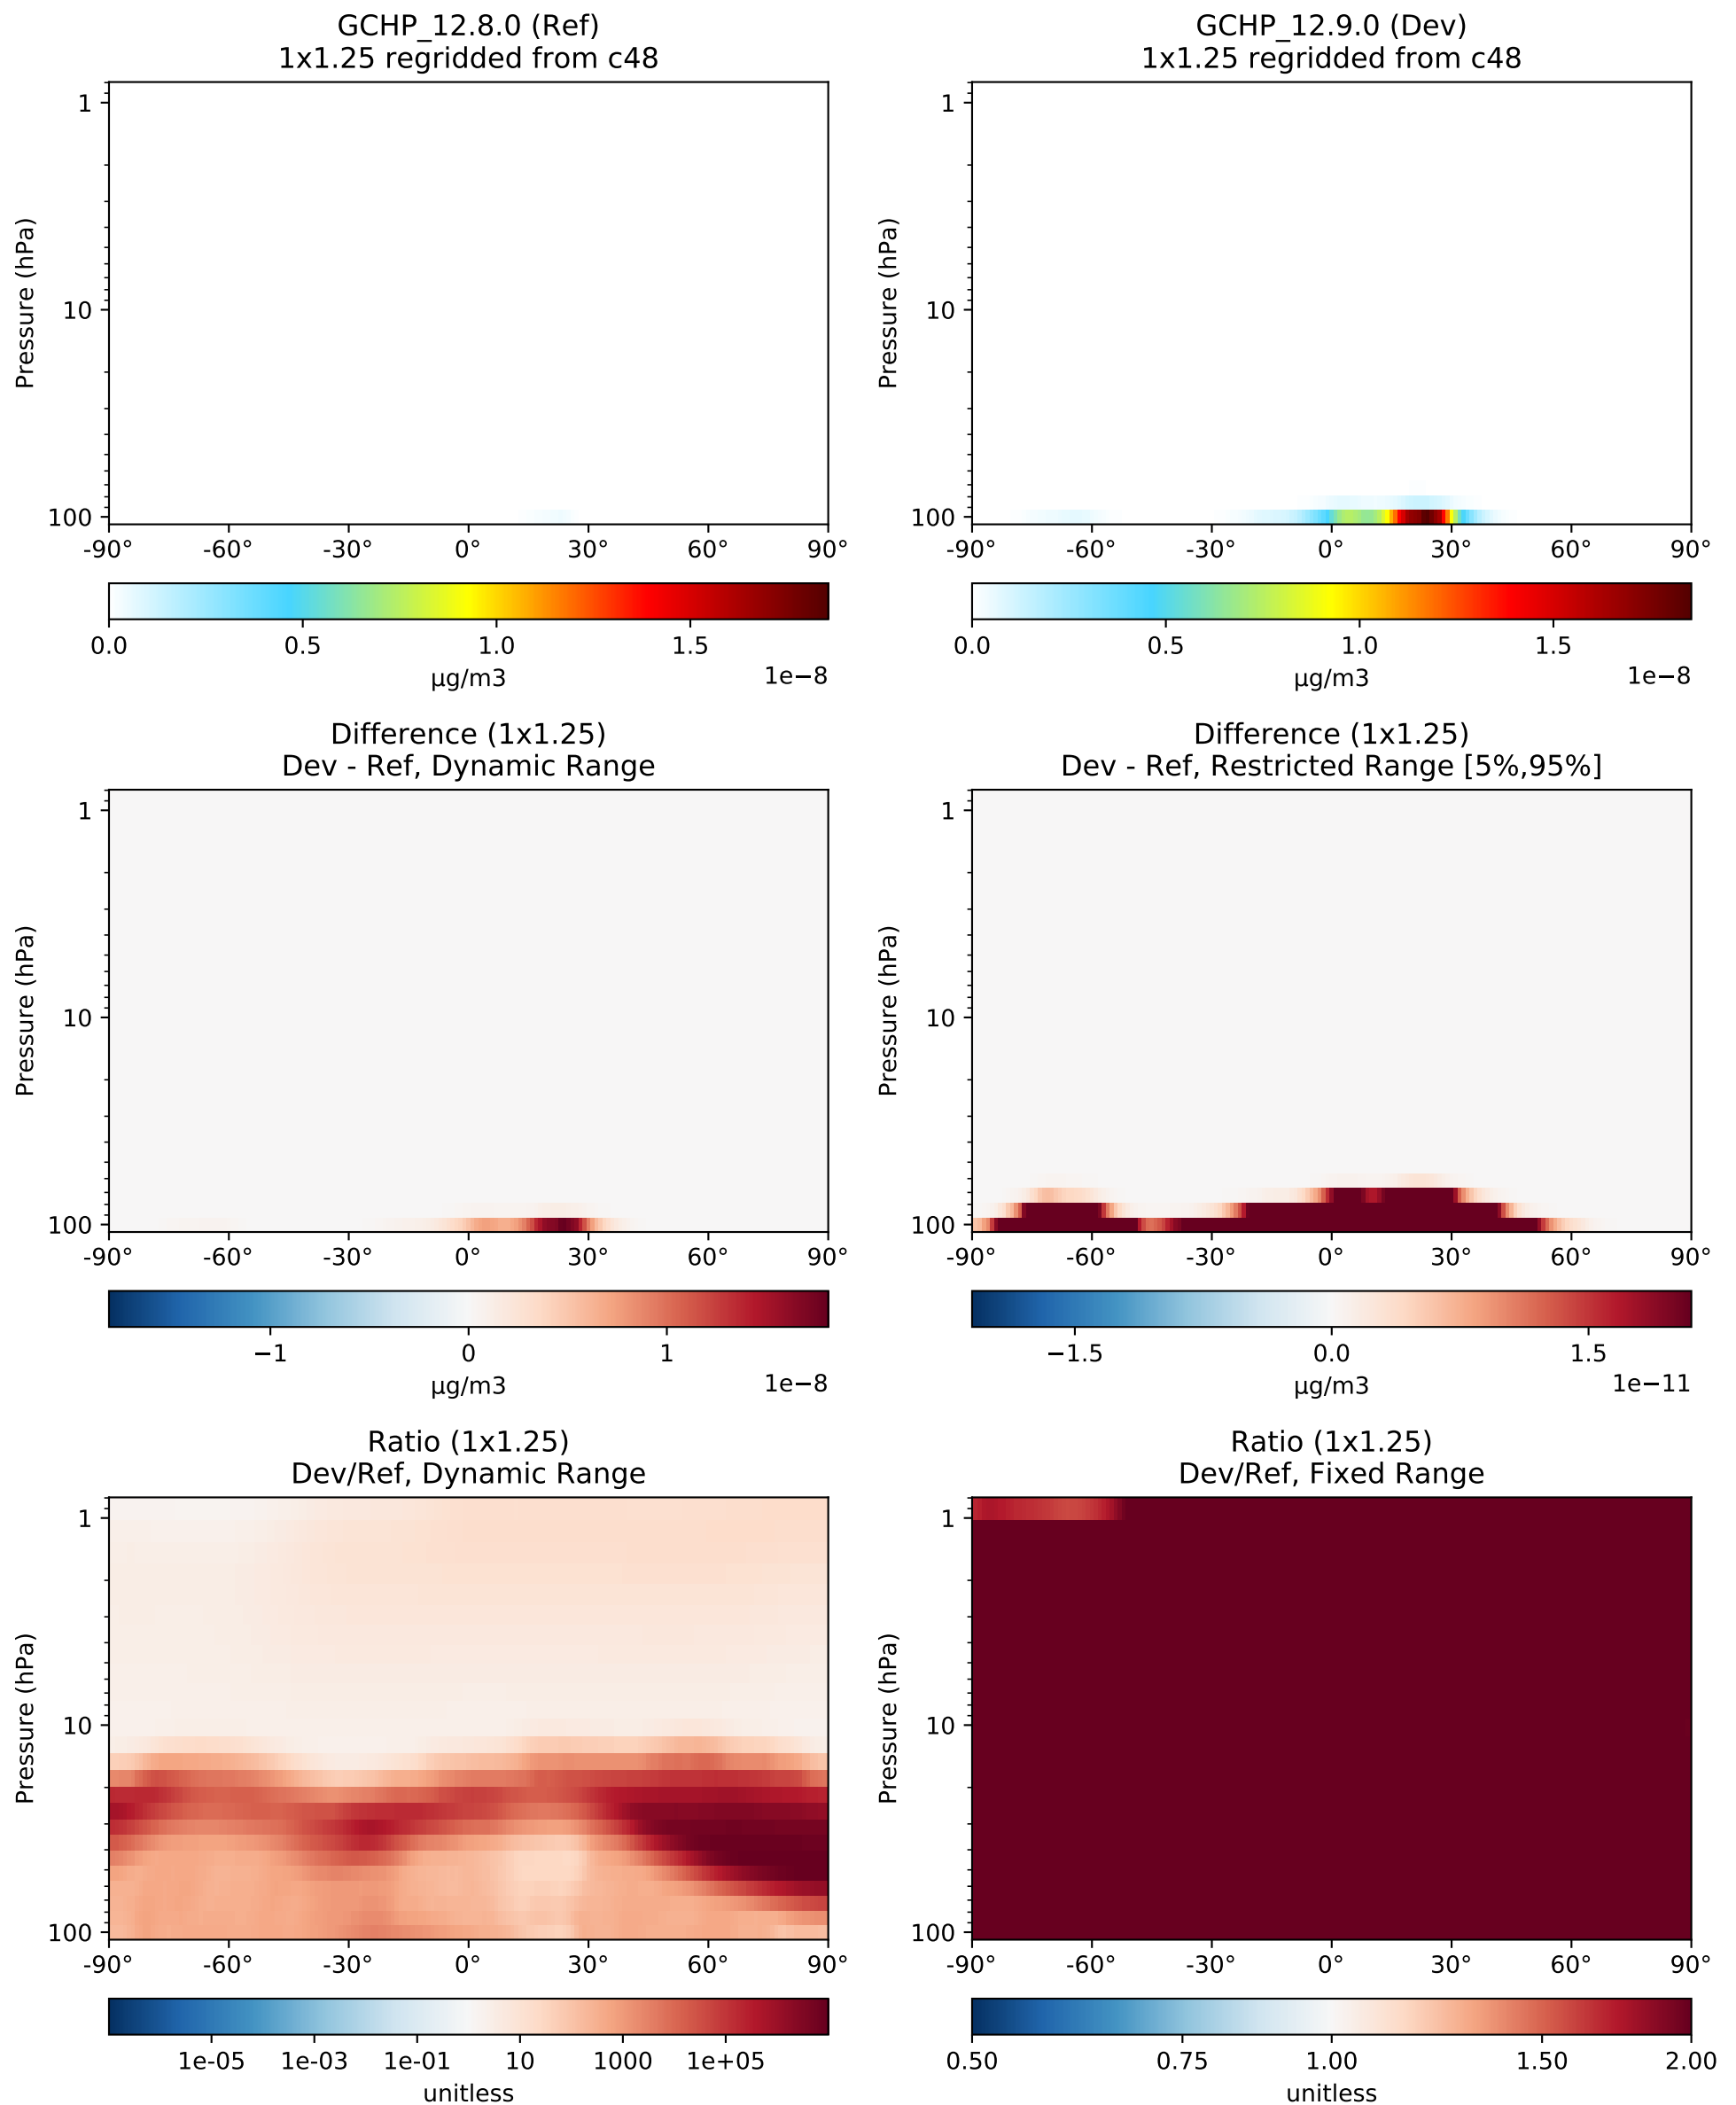 GCHP_12.8.0 (Ref)
1x1.25 regridded from c48
Pressure (hPa)
1
10
100
-90° -60° -30° 0° 30° 60° 90°
0.0 0.5 1.0 1.5
µg/m3
1e−8
GCHP_12.9.0 (Dev)
1x1.25 regridded from c48
Pressure (hPa)
1
10
100
-90° -60° -30° 0° 30° 60° 90°
0.0 0.5 1.0 1.5
µg/m3
1e−8
Difference (1x1.25)
Dev - Ref, Dynamic Range
Pressure (hPa)
1
10
100
-90° -60° -30° 0° 30° 60° 90°
−1 0 1
µg/m3
1e−8
Difference (1x1.25)
Dev - Ref, Restricted Range [5%,95%]
Pressure (hPa)
1
10
100
-90° -60° -30° 0° 30° 60° 90°
−1.5 0.0 1.5
µg/m3
1e−11
Ratio (1x1.25)
Dev/Ref, Dynamic Range
Pressure (hPa)
1
10
100
-90° -60° -30° 0° 30° 60° 90°
1e-05 1e-03 1e-01 10 1000 1e+05
unitless
Ratio (1x1.25)
Dev/Ref, Fixed Range
Pressure (hPa)
1
10
100
-90° -60° -30° 0° 30° 60° 90°
0.50 0.75 1.00 1.50 2.00
unitless